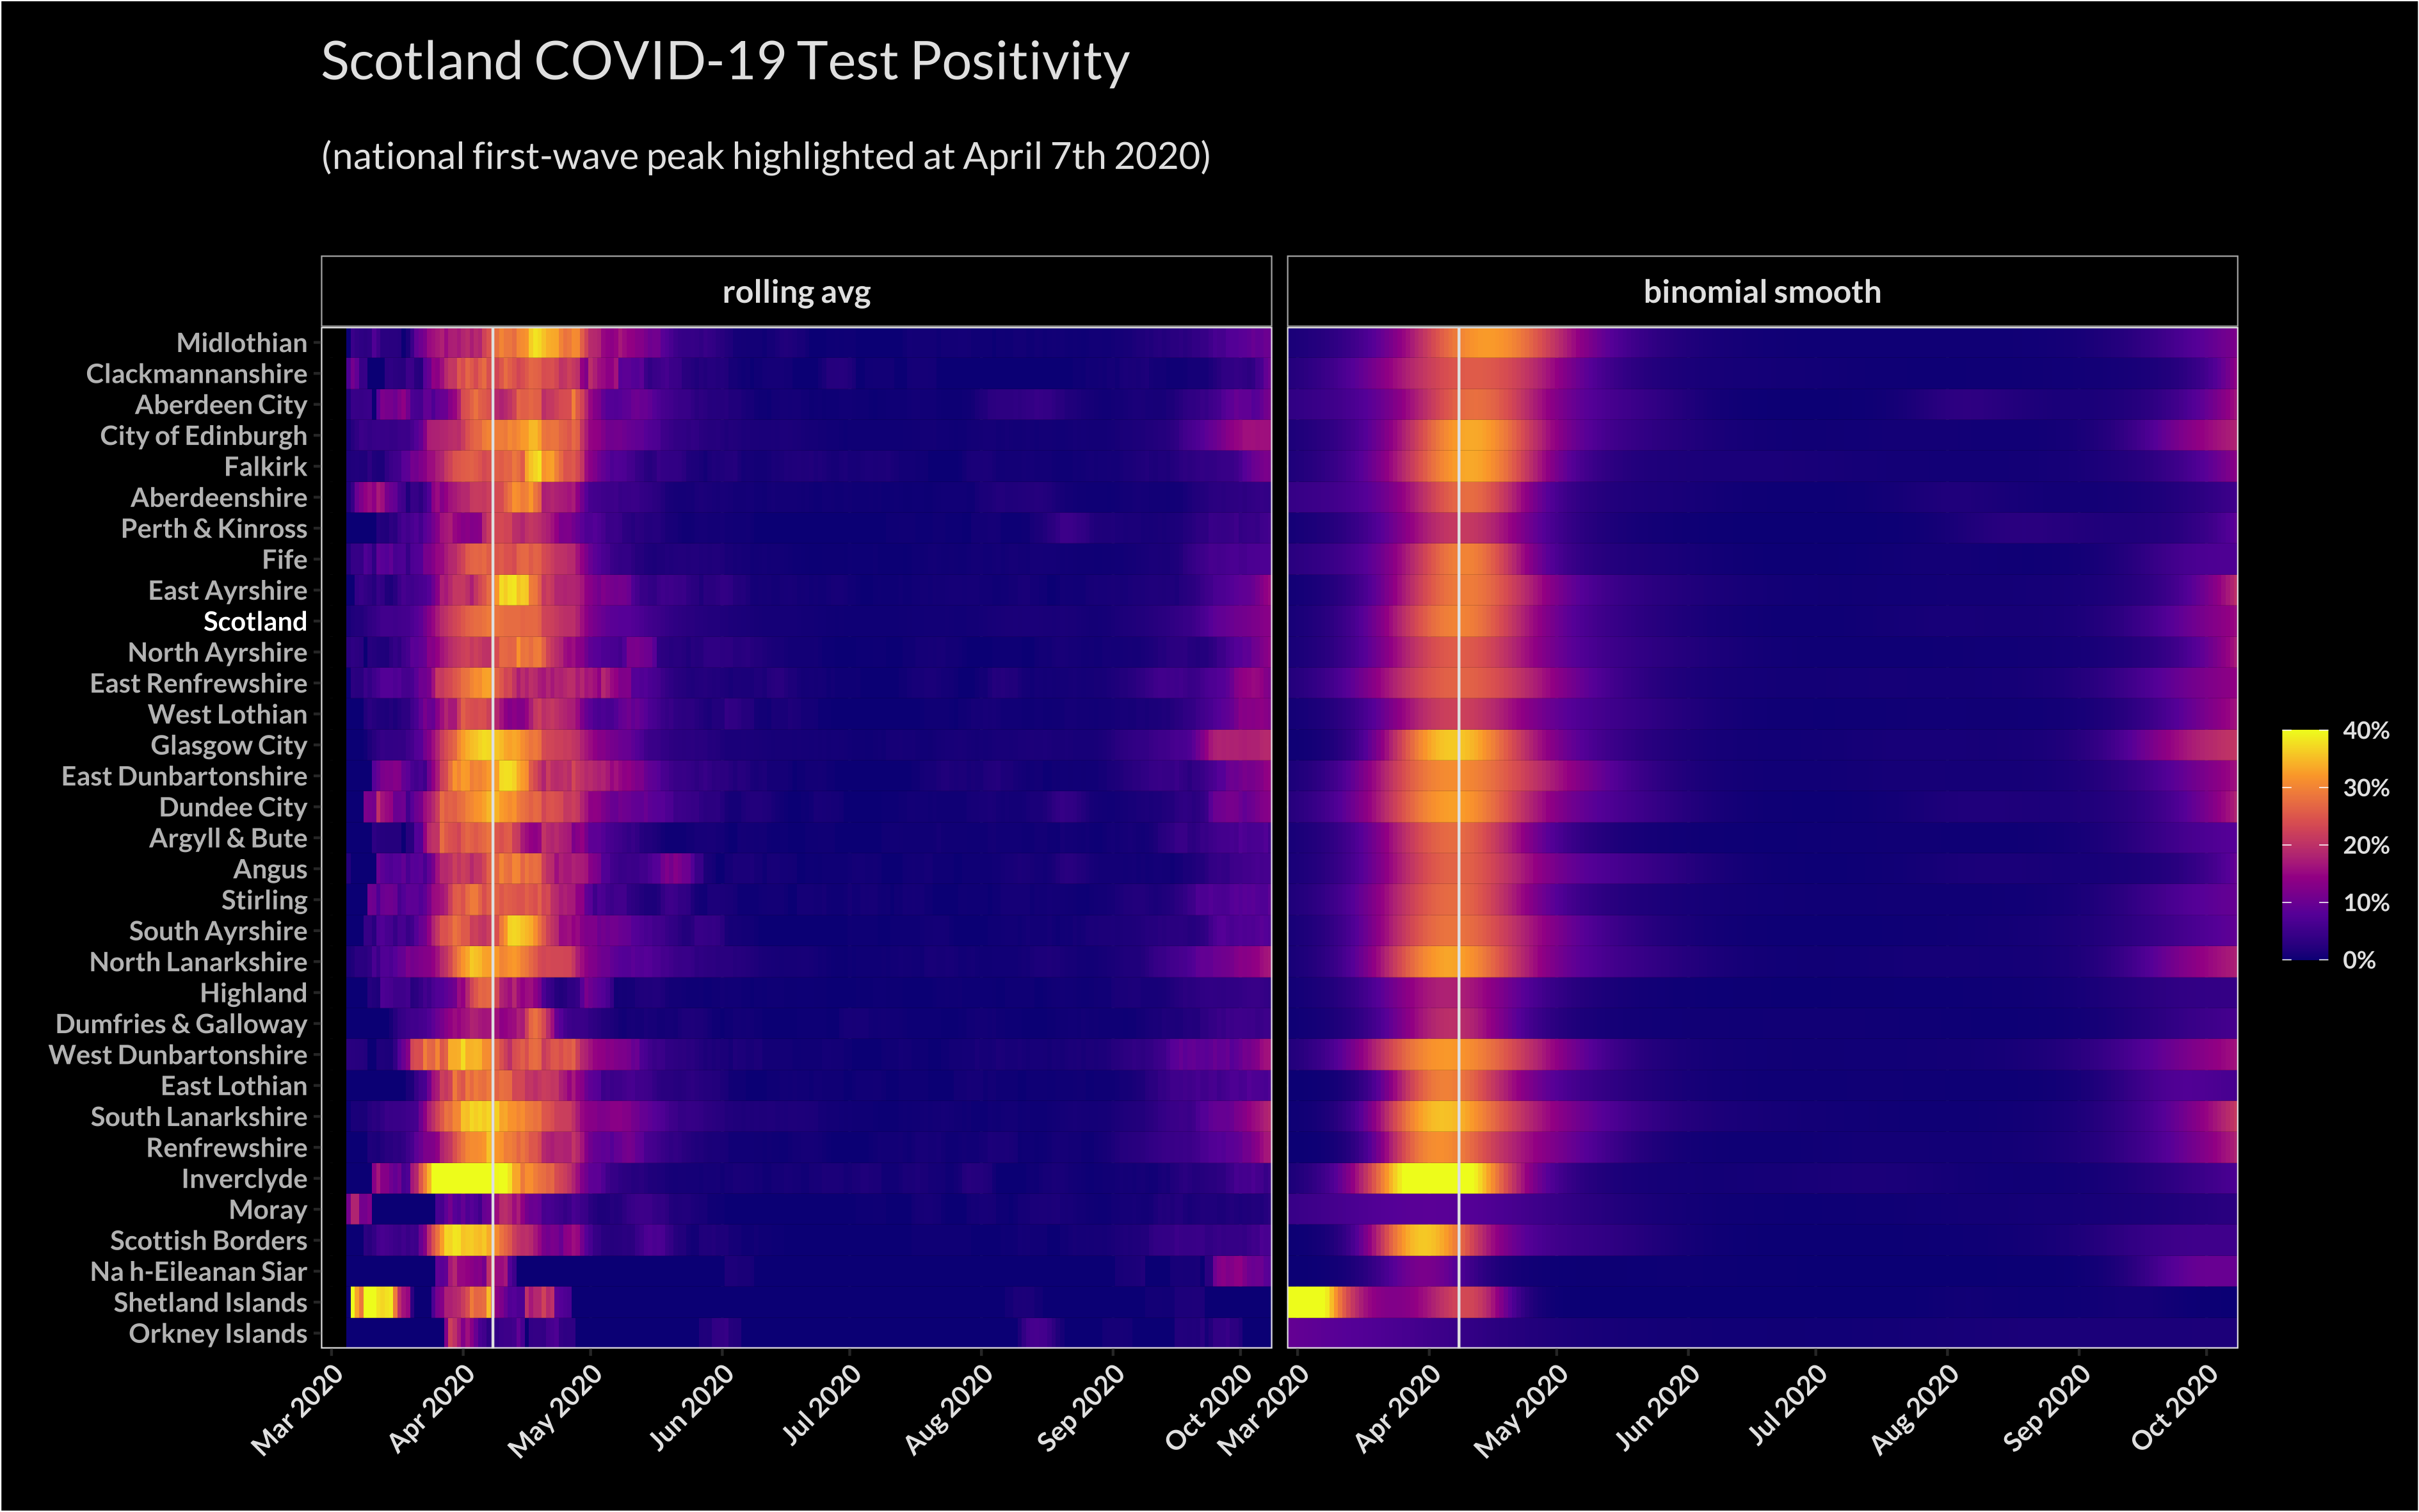 Scotland COVID-19 Test Positivity
(national first-wave peak highlighted at April 7th 2020)
rolling avg
binomial smooth
Midlothian
Clackmannanshire
Aberdeen City
City of Edinburgh
Falkirk
Aberdeenshire
Perth & Kinross
Fife
East Ayrshire
Scotland
North Ayrshire
East Renfrewshire
West Lothian
Glasgow City
East Dunbartonshire
Dundee City
Argyll & Bute
Angus
Stirling
South Ayrshire
North Lanarkshire
Highland
Dumfries & Galloway
West Dunbartonshire
East Lothian
South Lanarkshire
Renfrewshire
Inverclyde
Moray
Scottish Borders
Na h-Eileanan Siar
Shetland Islands
Orkney Islands
Mar 2020
Apr 2020
May 2020
Jun 2020
Jul 2020
Aug 2020
Sep 2020
Oct 2020
Mar 2020
Apr 2020
May 2020
Jun 2020
Jul 2020
Aug 2020
Sep 2020
Oct 2020
40%
30%
20%
10%
0%